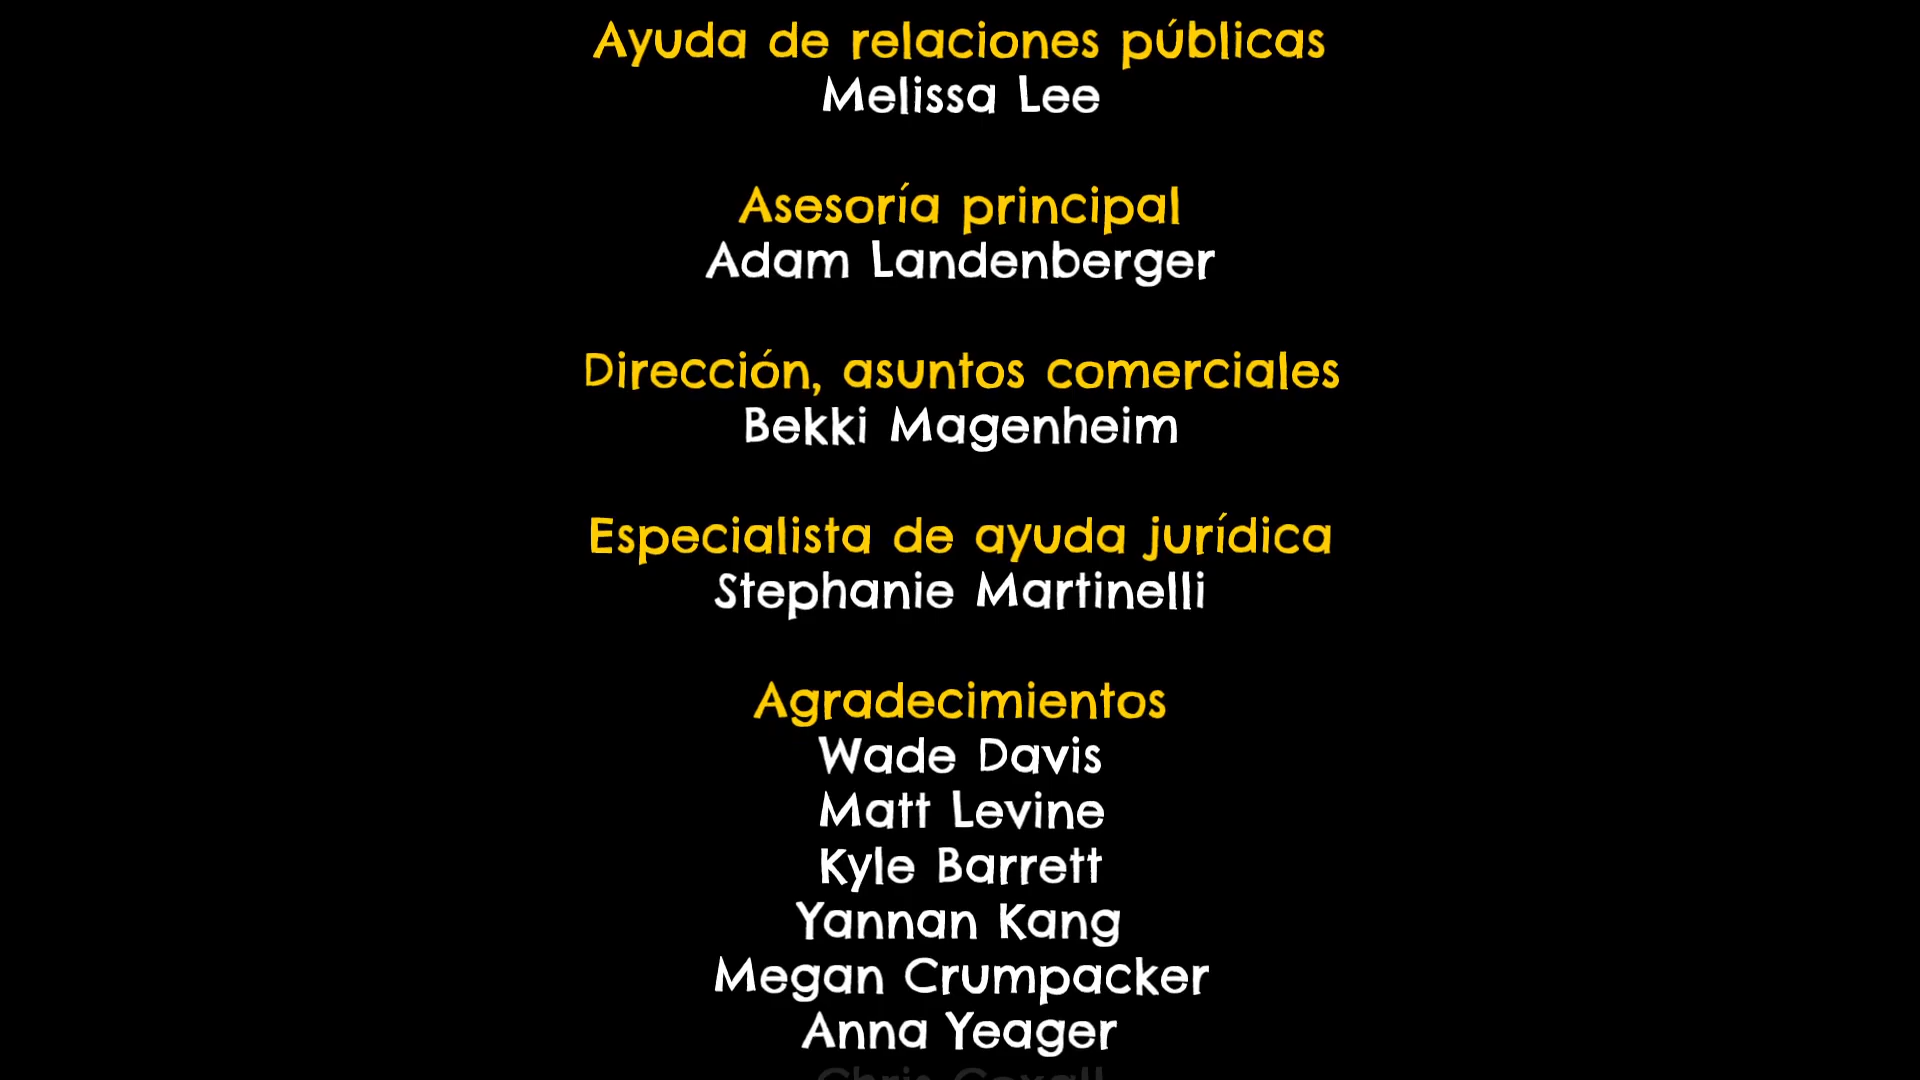 Ayuda de relaciones públicas
Melissa Lee
Asesoría principal
Adam Landenberger
Dirección, asuntos comerciales
Bekki Magenheim
Especialista de ayuda jurídica
Stephanie Martinelli
Agradecimientos
Wade Davis
Matt Levine
Kyle Barrett
Yannan Kang
Megan Crumpacker
Anna Yeager
Chris